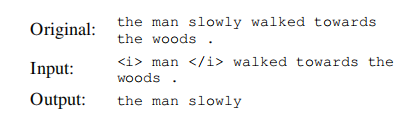 Original: the man slowly walked towards
the woods .
Input: <i> man </i> walked towards the
woods .
Output: the man slowly